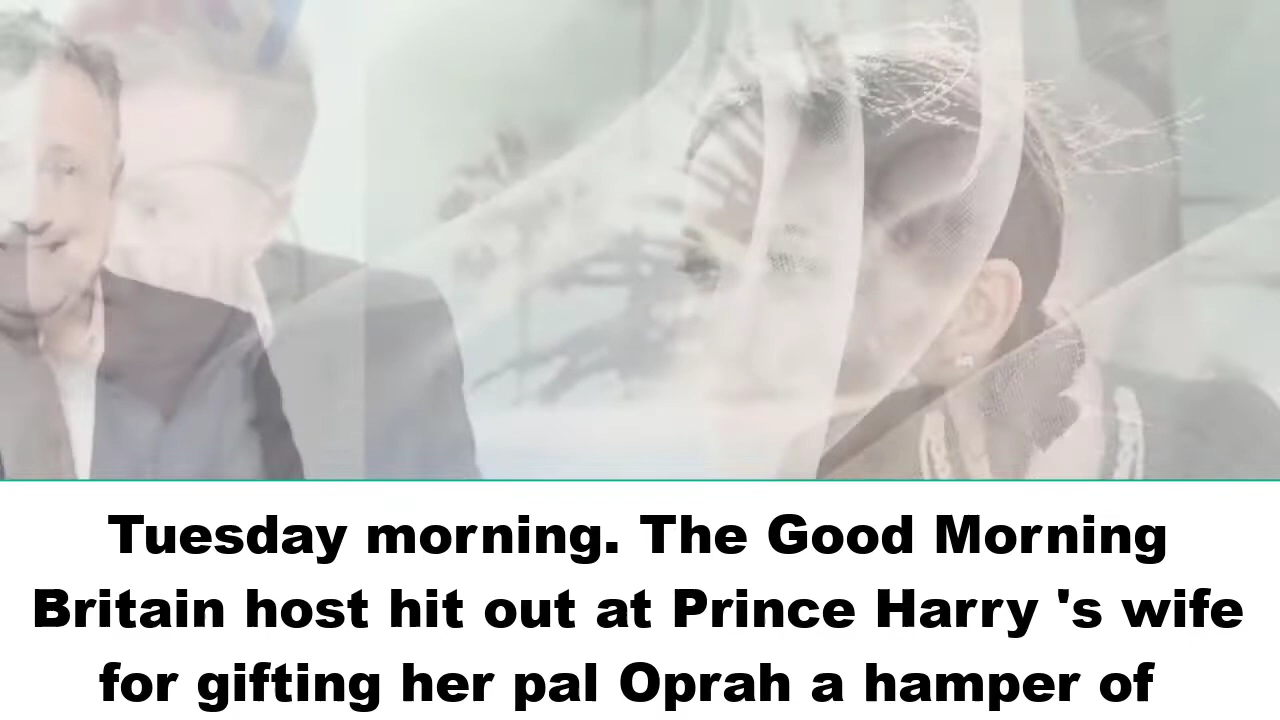 Tuesday morning. The Good Morning
Britain host hit out at Prince Harry 's wife
for gifting her pal Oprah a hamper of